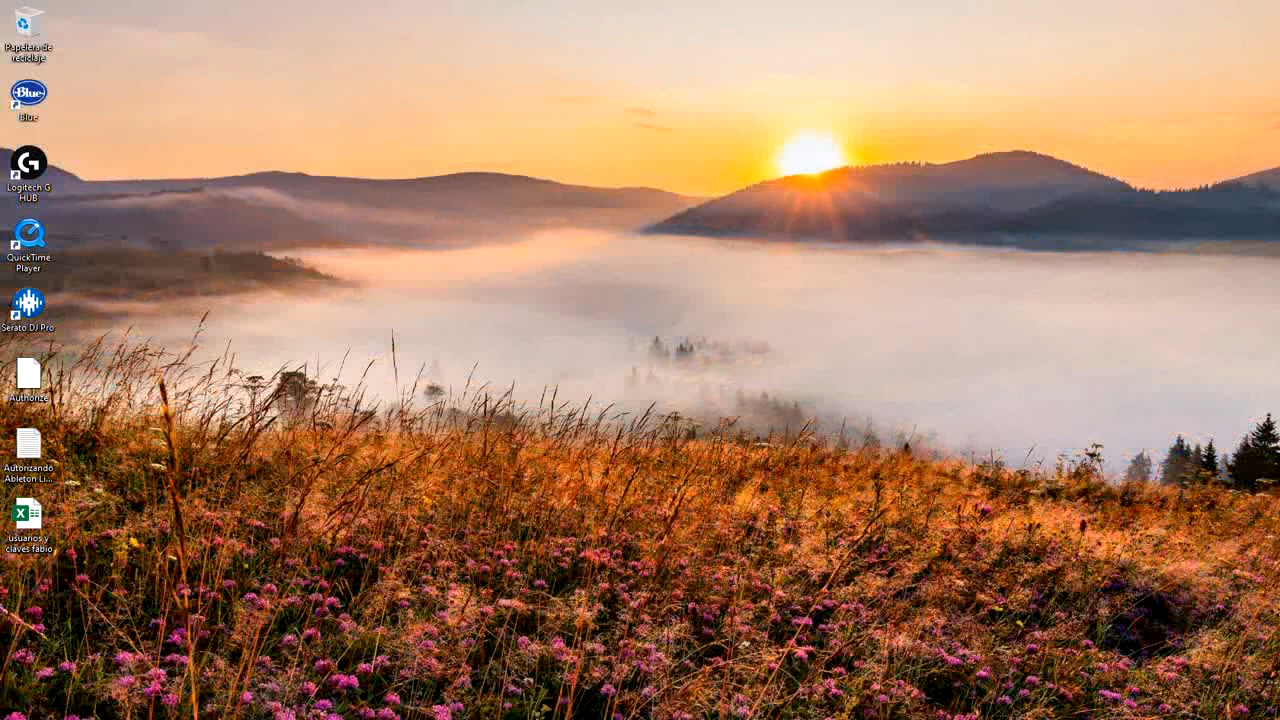 Papelera de
reciclaje
Blue
Blue
Logitech G
HUB
QuickTime
Player
Serato DJ Pro
Authorize
Autorizando
Ableton Li...
usuarios y
claves fabio